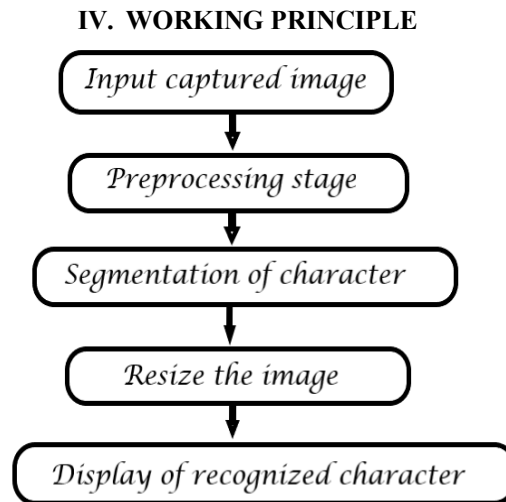 IV. WORKING PRINCIPLE
Input captured image
Preprocessing stage
Segmentation of character
Resize the image
Display of recognized character